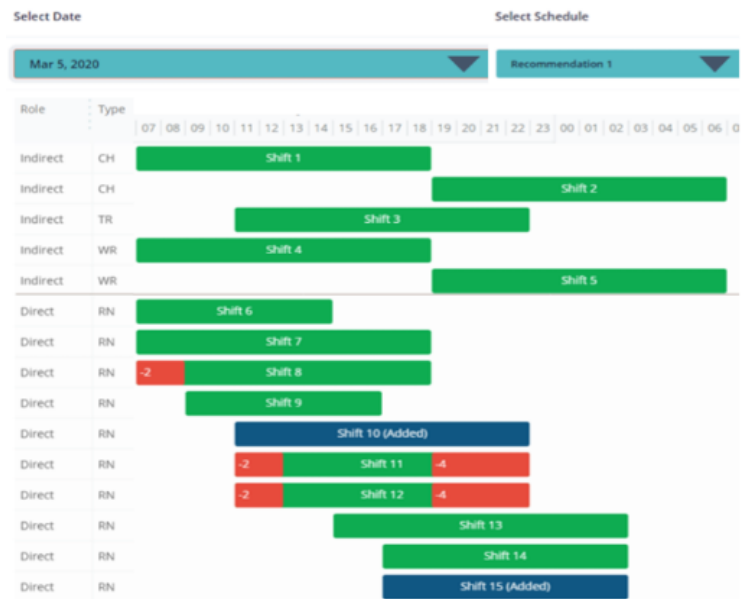 Select Date Select Schedule
Mar 5, 2020 Recommendation 1
Role Type
07 08 09 10 11 12 13 14 15 16 17 18 19 20 21 22 23 00 01 02 03 04 05 06
Indirect CH Shift 1
Indirect CH Shift 2
Indirect TR Shift 3
Indirect WR Shift 4
Indirect WR Shift 5
Direct RN Shift 6
Direct RN Shift 7
Direct RN -2 Shift 8
Direct RN Shift 9
Direct RN Shift 10 (Added)
Direct RN -2 Shift 11 -4
Direct RN -2 Shift 12 -4
Direct RN Shift 13
Direct RN Shift 14
Direct RN Shift 15 (Added)